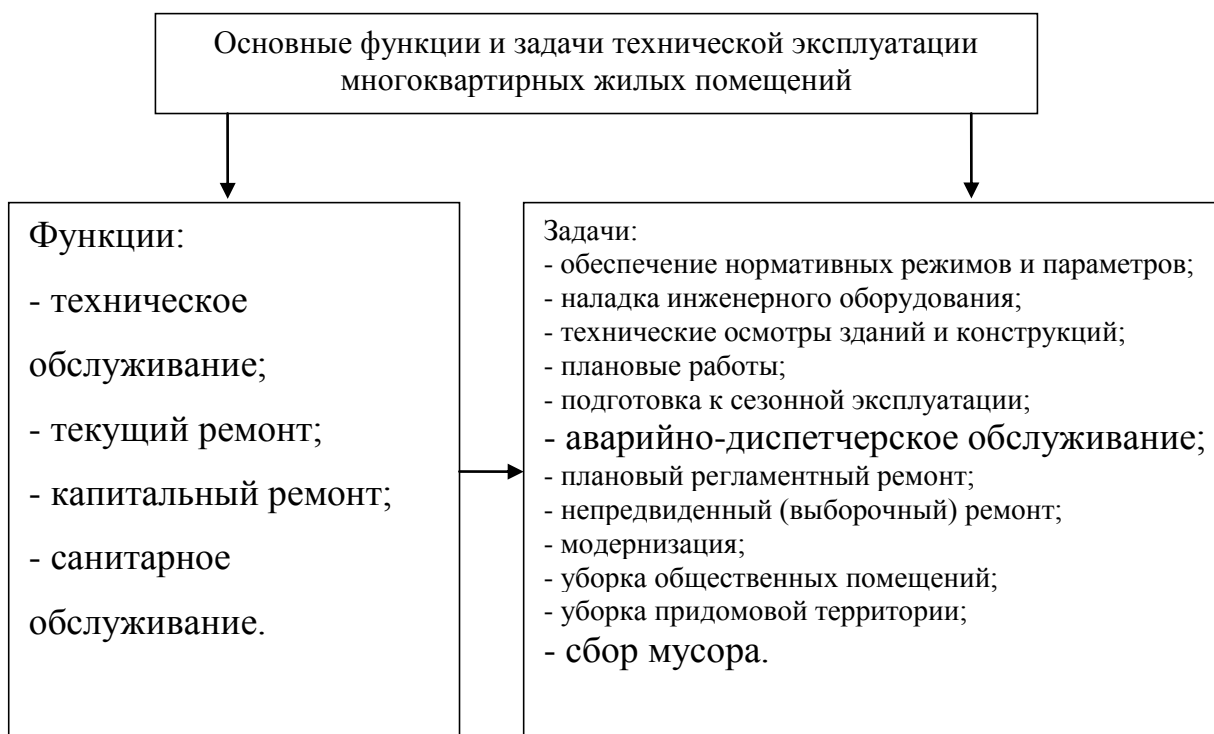 Основные функции и задачи технической эксплуатации
многоквартирных жилых помещений
Функции:
- техническое
обслуживание;
- текущий ремонт;
- капитальный ремонт;
- санитарное
обслуживание.
Задачи:
- обеспечение нормативных режимов и параметров;
- наладка инженерного оборудования;
- технические осмотры зданий и конструкций;
- плановые работы;
- подготовка к сезонной эксплуатации;
- аварийно-диспетчерское обслуживание;
- плановый регламентный ремонт;
- непредвиденный (выборочный) ремонт;
- модернизация;
- уборка общественных помещений;
- уборка придомовой территории;
- сбор мусора.